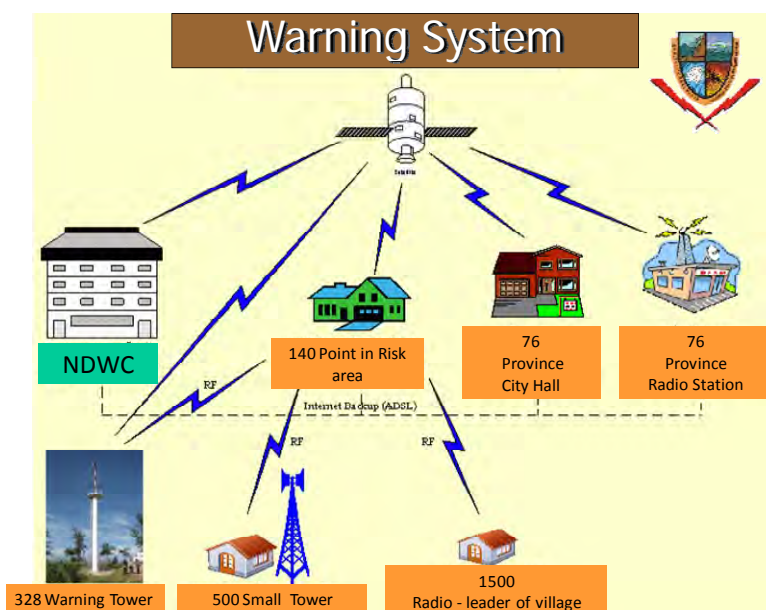 Warning System
Satellite
NDWC
140 Point in Risk
area
76
Province
City Hall
76
Province
Radio Station
RF
Internet Backup (ADSL)
RF
RF
328 Warning Tower
500 Small Tower
1500
Radio - leader of village